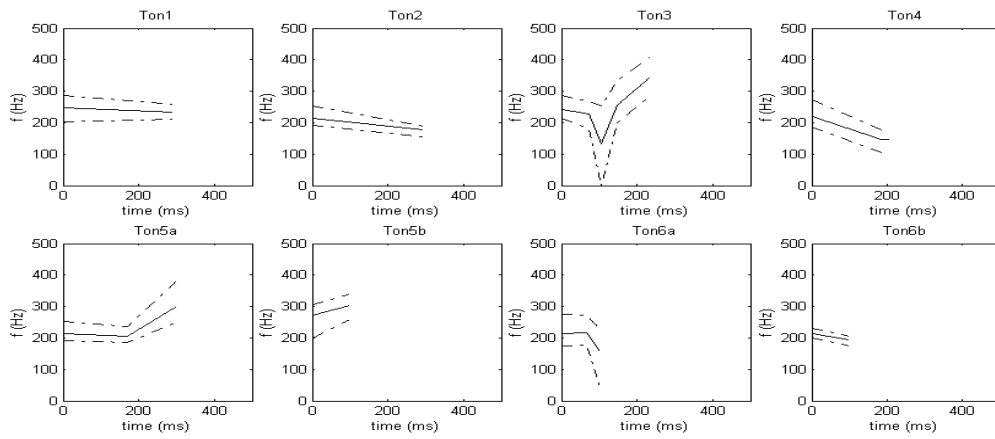 Ton1 Ton2 Ton3 Ton4
500 500 500 500
400 400 400 400
300 300 300 300
200 200 200 200
100 100 100 100
0 0 0 0
f (Hz) f (Hz) f (Hz) f (Hz)
0 200 400 0 200 400 0 200 400 0 200 400
time (ms) time (ms) time (ms) time (ms)
Ton5a Ton5b Ton6a Ton6b
500 500 500 500
400 400 400 400
300 300 300 300
200 200 200 200
100 100 100 100
0 0 0 0
f (Hz) f (Hz) f (Hz) f (Hz)
0 200 400 0 200 400 0 200 400 0 200 400
time (ms) time (ms) time (ms) time (ms)